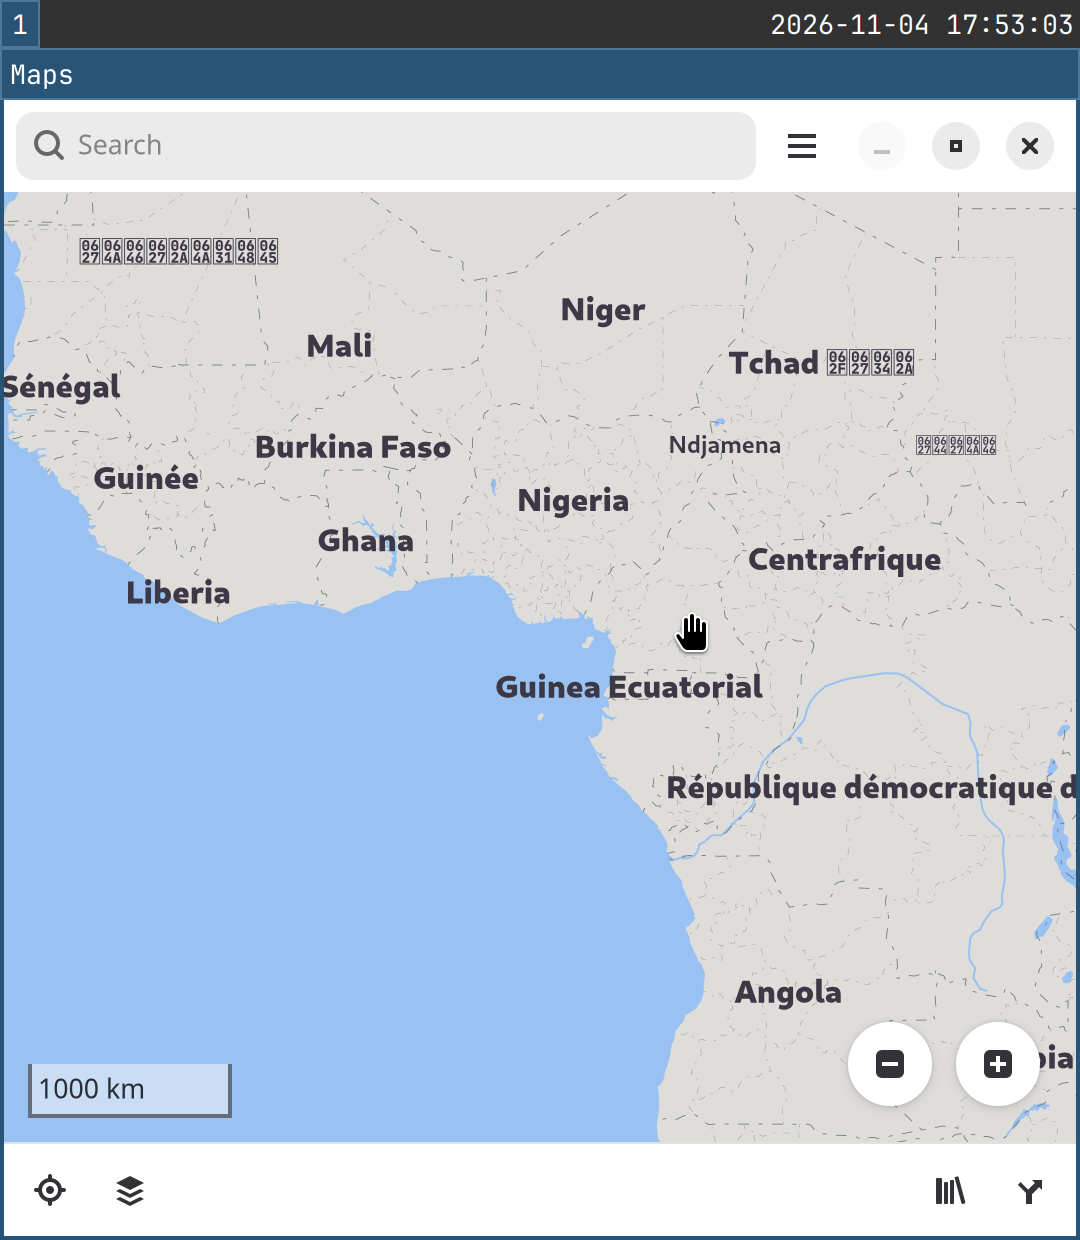 1
2026-11-04 17:53:03
Maps
Search
Niger
Mali
Tchad
Sénégal
Ndjamena
Burkina Faso
Guinée
Nigeria
Ghana
Centrafrique
Liberia
Guinea Ecuatorial
République démocratique d
Angola
bia
1000 km